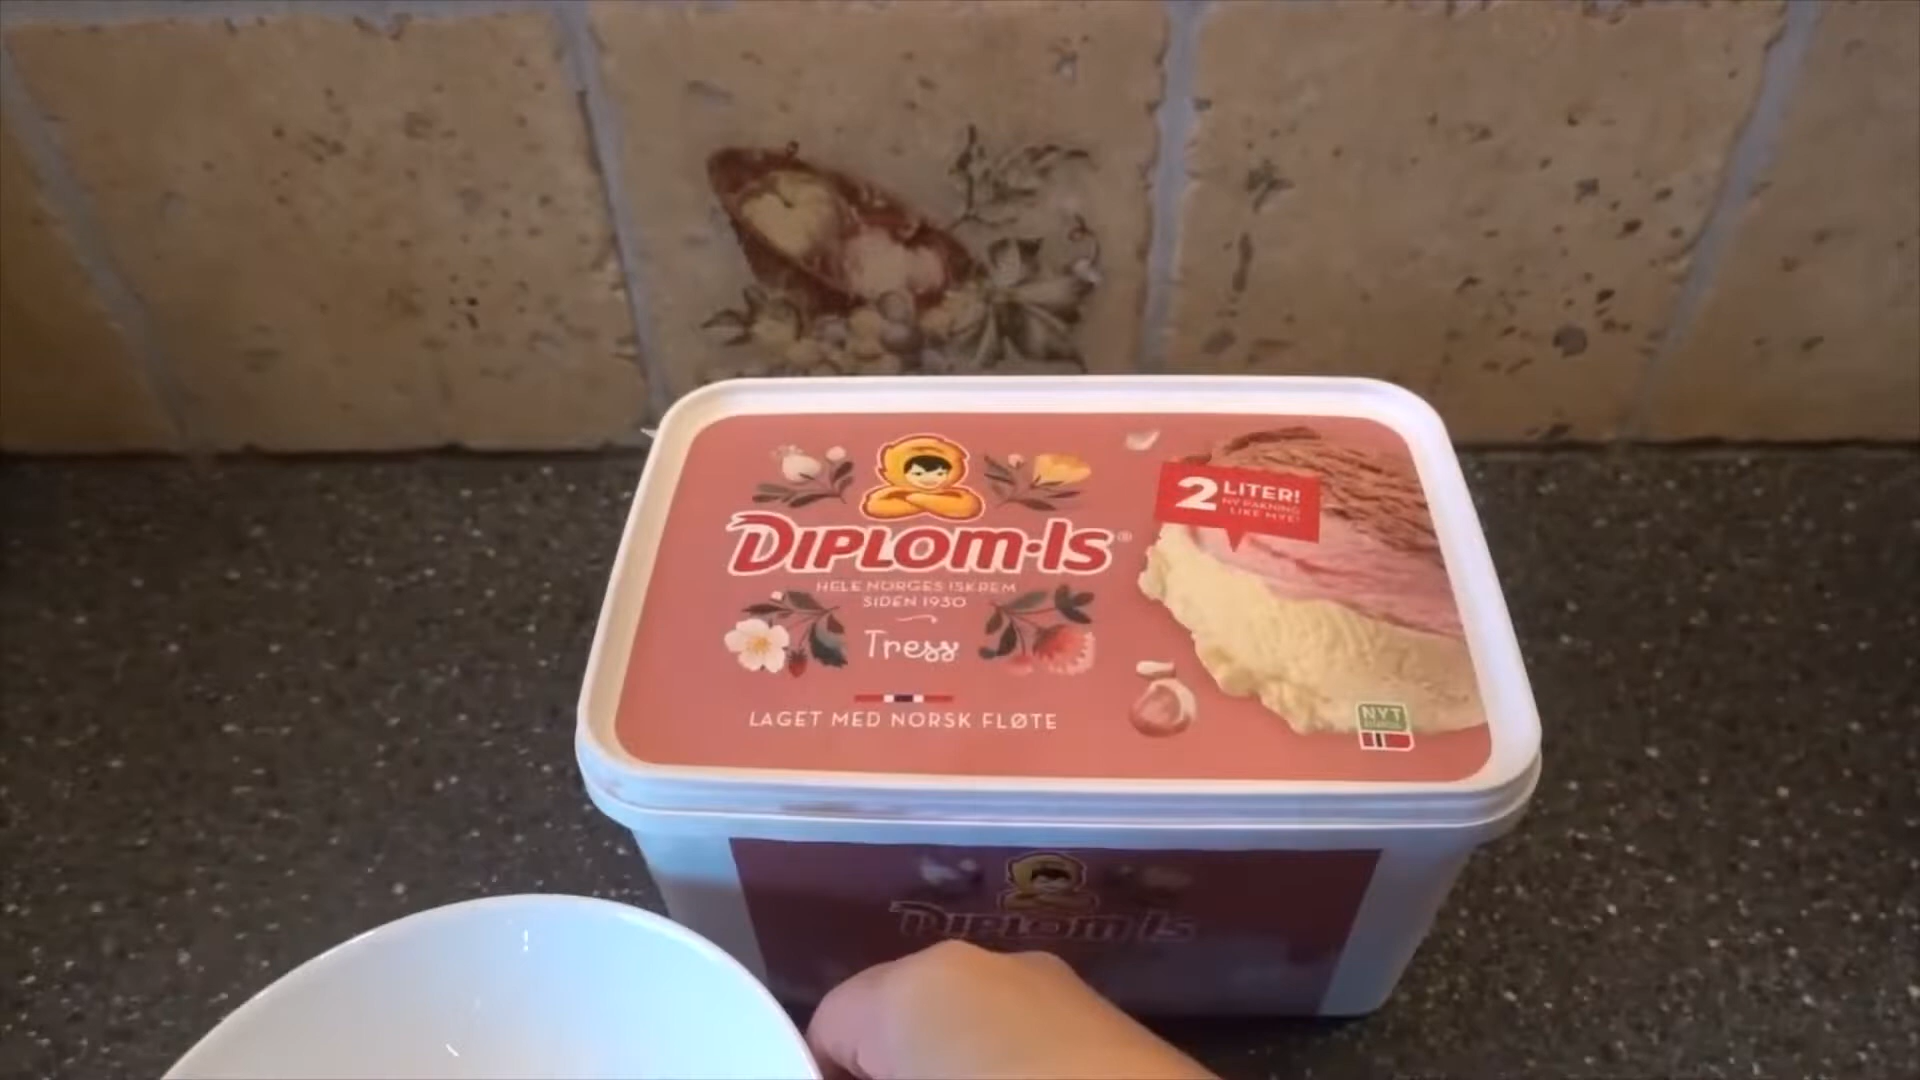 DIPLOM·Is®
HELE NORGES ISKREM
SIDEN 1930
Tress
LAGET MED NORSK FLØTE
2 LITER!
NY PAKNING
LIKE MYE!
NYT
DIPLOM·Is